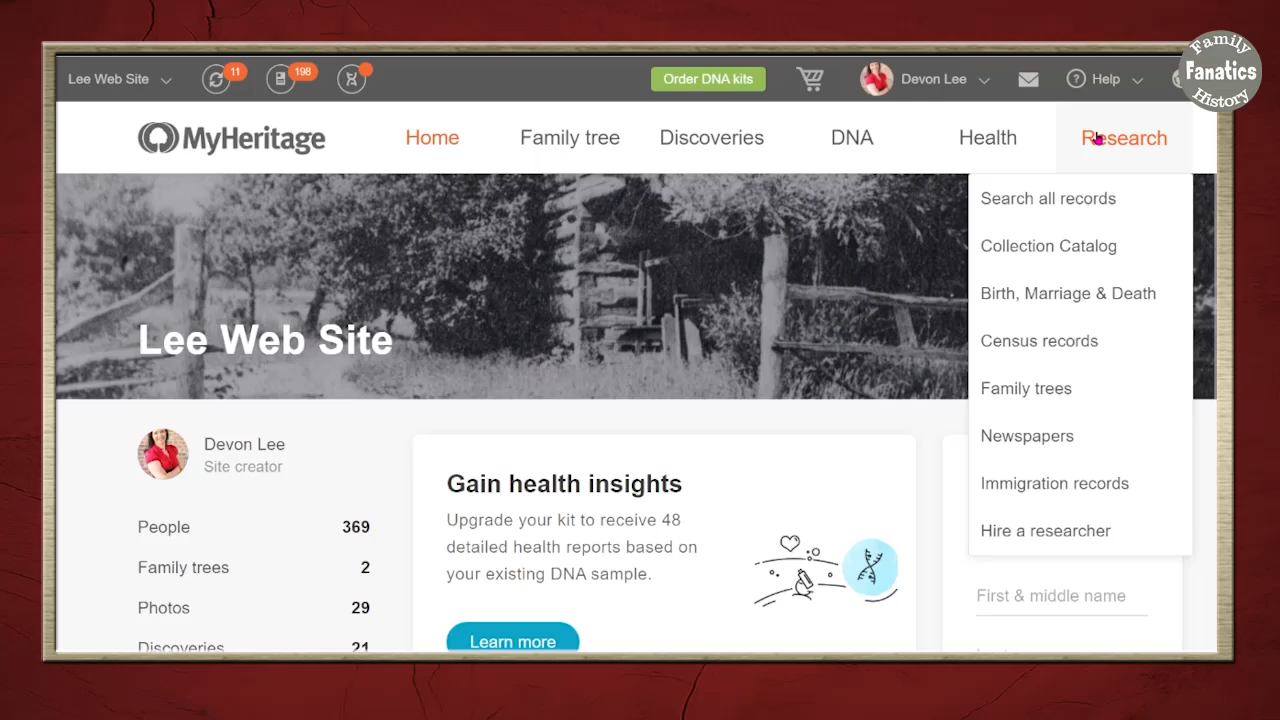 Lee Web Site
11
198
Order DNA kits
Devon Lee
Help
Family
Fanatics
History
MyHeritage
Home
Family tree
Discoveries
DNA
Health
Research
Search all records
Collection Catalog
Birth, Marriage & Death
Census records
Family trees
Newspapers
Immigration records
Hire a researcher
Lee Web Site
Devon Lee
Site creator
People 369
Family trees 2
Photos 29
Discoveries 21
Gain health insights
Upgrade your kit to receive 48
detailed health reports based on
your existing DNA sample.
Learn more
First & middle name